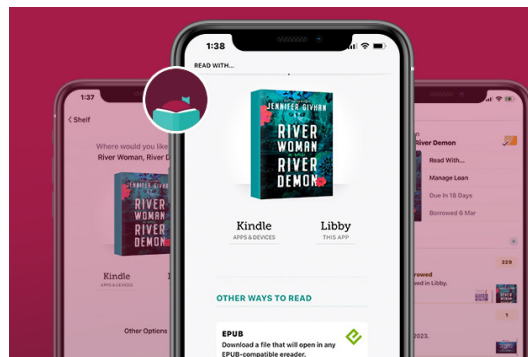 1:37
Shelf
Where would you like
River Woman, River D
RIVER
WOMAN
RIVER
DEMON
Kindle
APPS & DEVICES
Other Options
1:38
READ WITH...
JENNIFER GIVHAN
RIVER
WOMAN
RIVER
DEMON
Kindle
APPS & DEVICES
Libby
THIS APP
OTHER WAYS TO READ
EPUB
Download a file that will open in any
EPUB-compatible ereader.
River Demon
Read With...
Manage Loan
Due In 18 Days
Borrowed 6 Mar
229
rowed
ved in Libby.
1
2023.